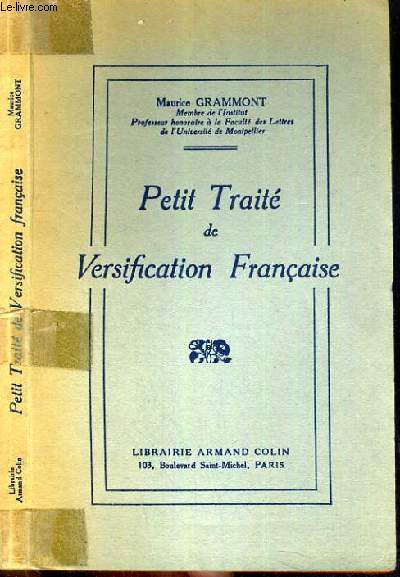 © www.Le-Livre.com
Maurice
GRAMMONT
Petit Traité de Versification française
Librairie
Armand Colin
Maurice GRAMMONT
Membre de l'Institut
Professeur honoraire à la Faculté des Lettres
de l'Université de Montpellier
Petit Traité
de
Versification Française
LIBRAIRIE ARMAND COLIN
103, Boulevard Saint-Michel, PARIS